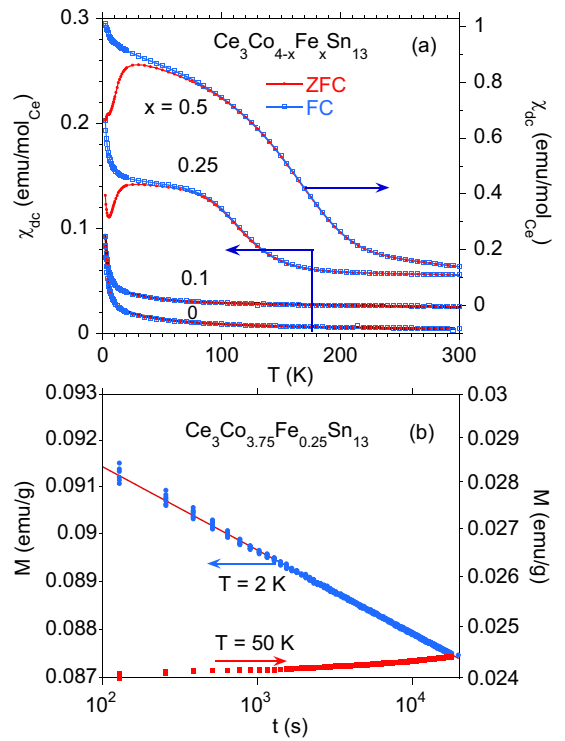 Ce3Co4-xFexSn13 (a)
ZFC
FC
x = 0.5
0.25
0.1
0
0.3
0.2
0.1
0
χdc (emu/molCe)
1
0.8
0.6
0.4
0.2
0
χdc (emu/molCe)
0 100 200 300
T (K)
Ce3Co3.75Fe0.25Sn13 (b)
0.093
0.092
0.091
0.09
0.089
0.088
0.087
M (emu/g)
0.03
0.029
0.028
0.027
0.026
0.025
0.024
M (emu/g)
T = 2 K
T = 50 K
10^2 10^3 10^4
t (s)